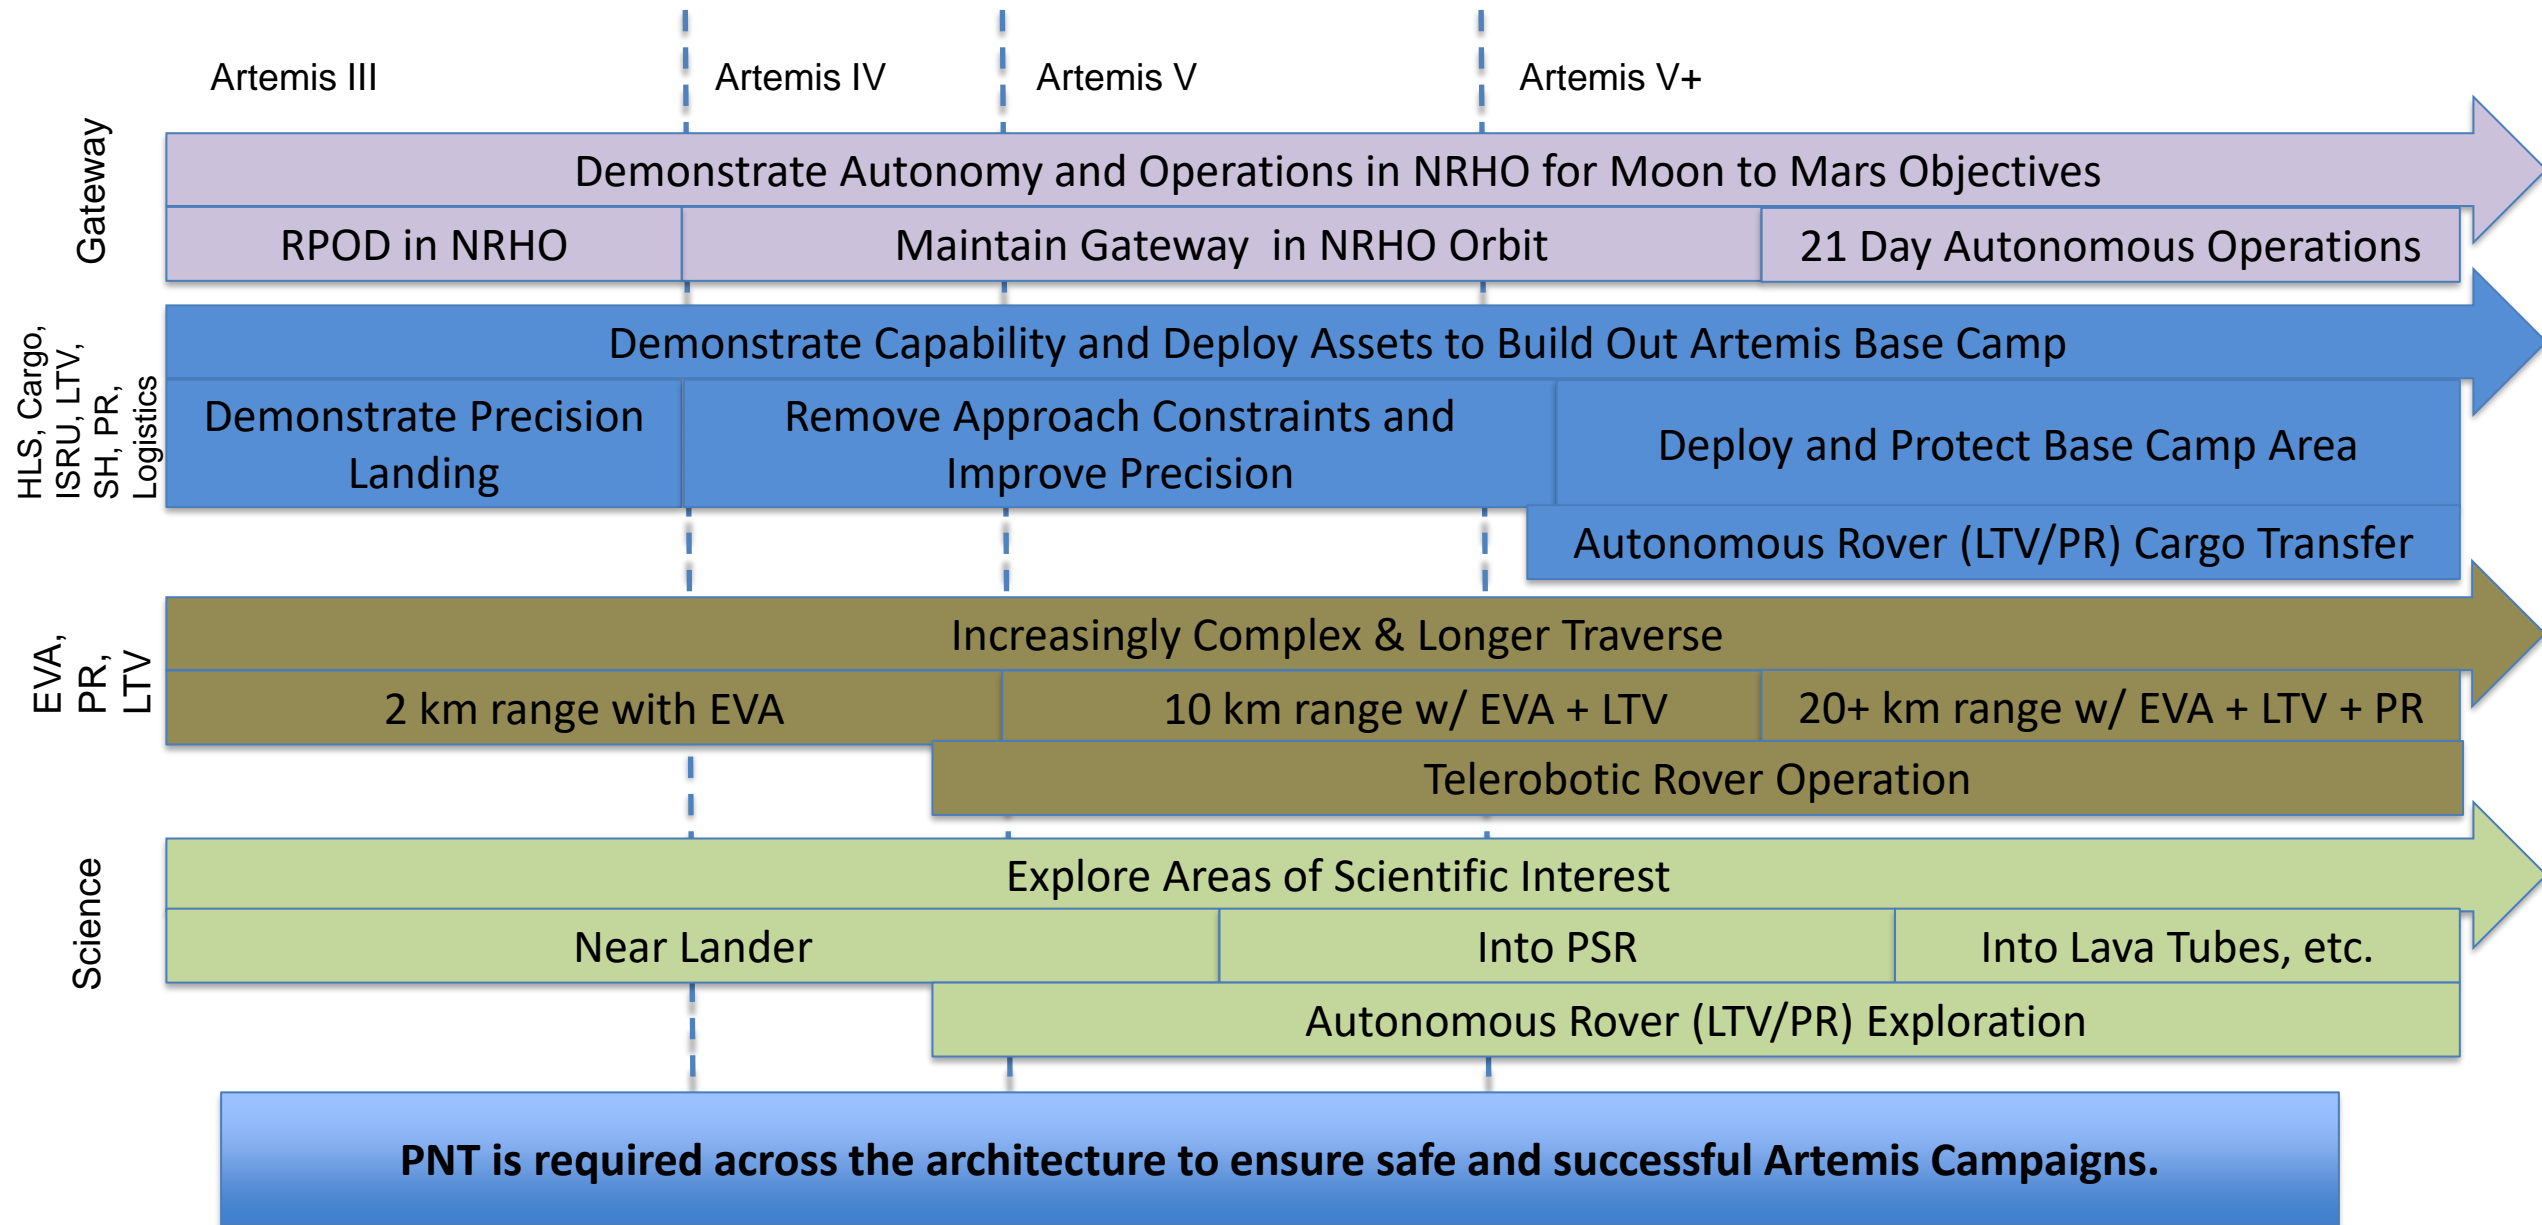 Artemis III
Artemis IV
Artemis V
Artemis V+
Gateway
Demonstrate Autonomy and Operations in NRHO for Moon to Mars Objectives
RPOD in NRHO
Maintain Gateway in NRHO Orbit
21 Day Autonomous Operations
HLS, Cargo,
ISRU, LTV,
SH, PR,
Logistics
Demonstrate Capability and Deploy Assets to Build Out Artemis Base Camp
Demonstrate Precision
Landing
Remove Approach Constraints and
Improve Precision
Deploy and Protect Base Camp Area
Autonomous Rover (LTV/PR) Cargo Transfer
EVA,
PR,
LTV
Increasingly Complex & Longer Traverse
2 km range with EVA
10 km range w/ EVA + LTV
20+ km range w/ EVA + LTV + PR
Telerobotic Rover Operation
Science
Explore Areas of Scientific Interest
Near Lander
Into PSR
Into Lava Tubes, etc.
Autonomous Rover (LTV/PR) Exploration
PNT is required across the architecture to ensure safe and successful Artemis Campaigns.